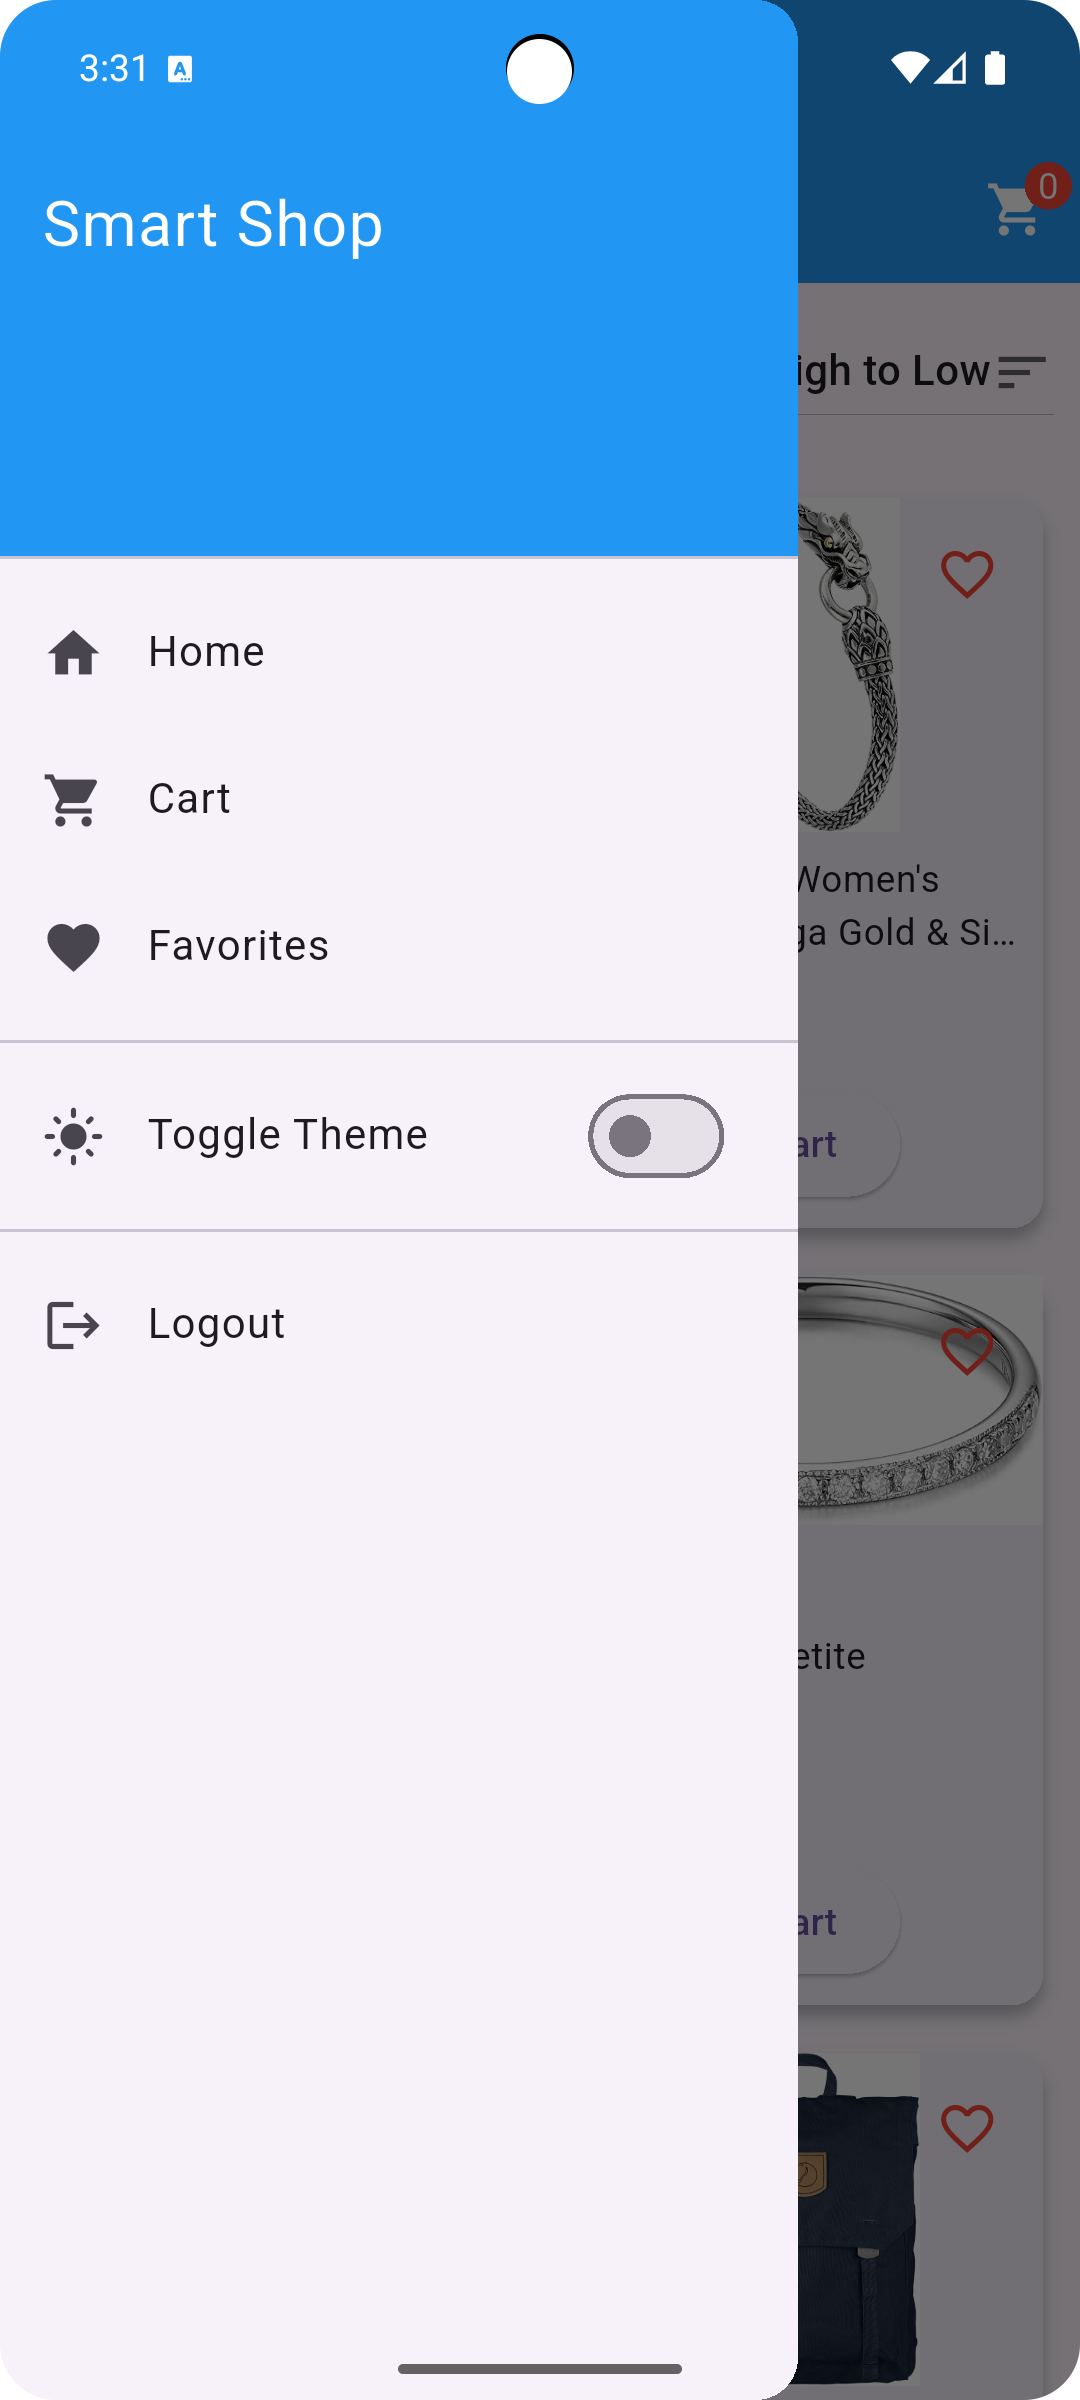 3:31
0
Smart Shop
igh to Low
Home
Cart
Women's
Favorites
ga Gold & Si...
Toggle Theme
art
Logout
etite
art